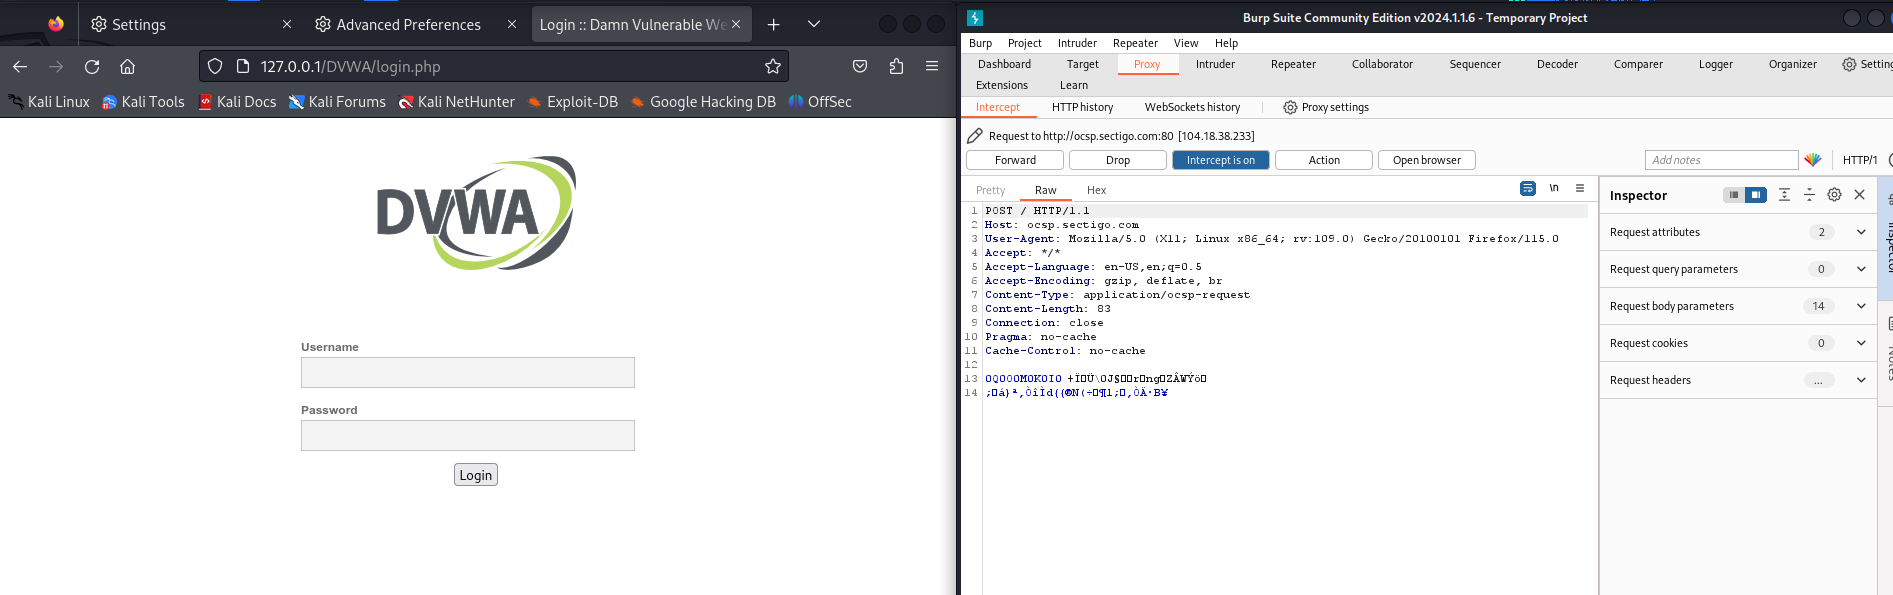 Settings
Advanced Preferences
Login :: Damn Vulnerable We
127.0.0.1/DVWA/login.php
Kali Linux
Kali Tools
Kali Docs
Kali Forums
Kali NetHunter
Exploit-DB
Google Hacking DB
OffSec
DVWA
Username
Password
Login
Burp Suite Community Edition v2024.1.1.6 - Temporary Project
Burp Project Intruder Repeater View Help
Dashboard Target Proxy Intruder Repeater Collaborator Sequencer Decoder Comparer Logger Organizer Setting
Extensions Learn
Intercept HTTP history WebSockets history Proxy settings
Request to http://ocsp.sectigo.com:80 [104.18.38.233]
Forward Drop Intercept is on Action Open browser Add notes HTTP/1
Pretty Raw Hex \n
1 POST / HTTP/1.1
2 Host: ocsp.sectigo.com
3 User-Agent: Mozilla/5.0 (X11; Linux x86_64; rv:109.0) Gecko/20100101 Firefox/115.0
4 Accept: */*
5 Accept-Language: en-US,en;q=0.5
6 Accept-Encoding: gzip, deflate, br
7 Content-Type: application/ocsp-request
8 Content-Length: 83
9 Connection: close
10 Pragma: no-cache
11 Cache-Control: no-cache
12
13
14
Inspector
Request attributes 2
Request query parameters 0
Request body parameters 14
Request cookies 0
Request headers ...
Inspector
Notes